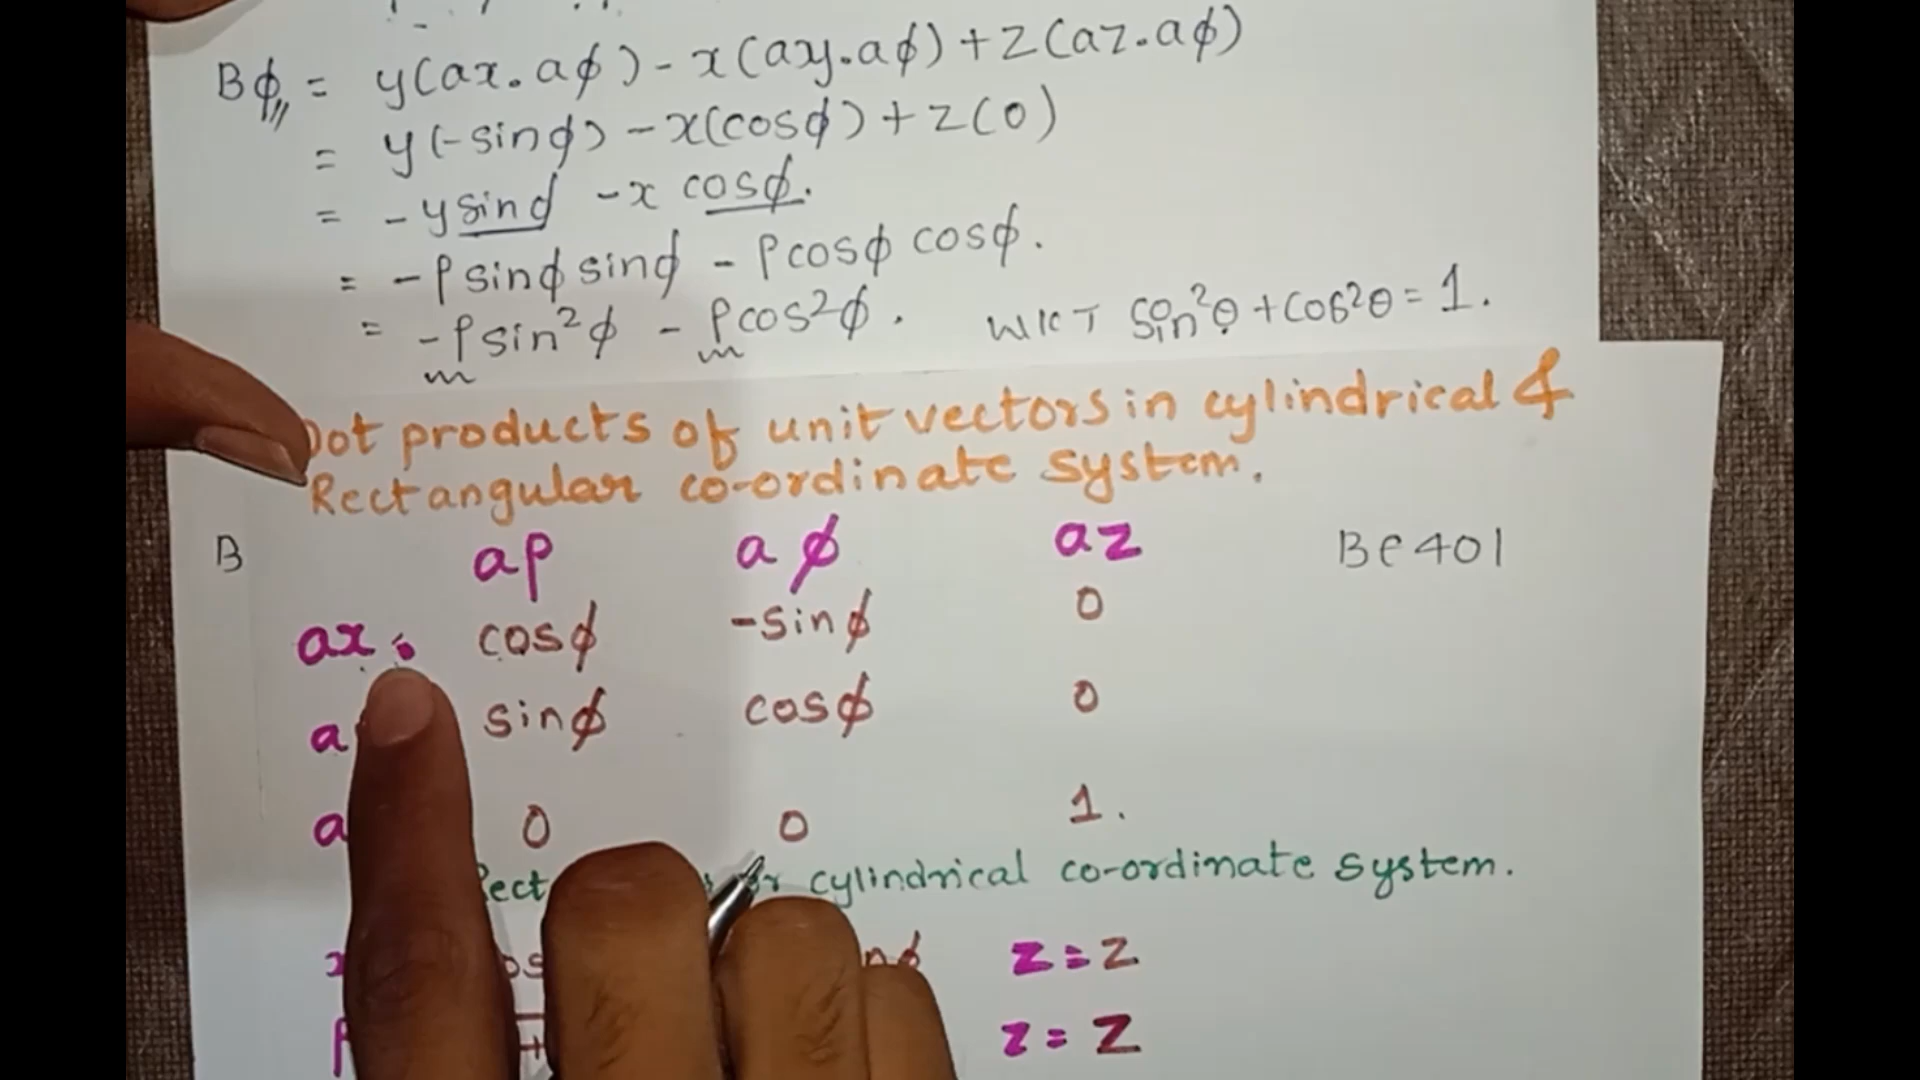 Bϕ,, = y(ax.aϕ) - x(ay.aϕ) + z(az.aϕ)
= y(-sinϕ) - x(cosϕ) + z(0)
= -y sinϕ - x cosϕ.
= -ρ sinϕ sinϕ - ρ cosϕ cosϕ.
= -ρ sin²ϕ - ρ cos²ϕ. WKT sin²θ + cos²θ = 1.
Dot products of unit vectors in cylindrical &
Rectangular co-ordinate system.
B aρ aϕ az
ax. cosϕ -sinϕ 0
a sinϕ cosϕ 0
a 0 0 1.
cylindrical co-ordinate system.
z = z
z = z